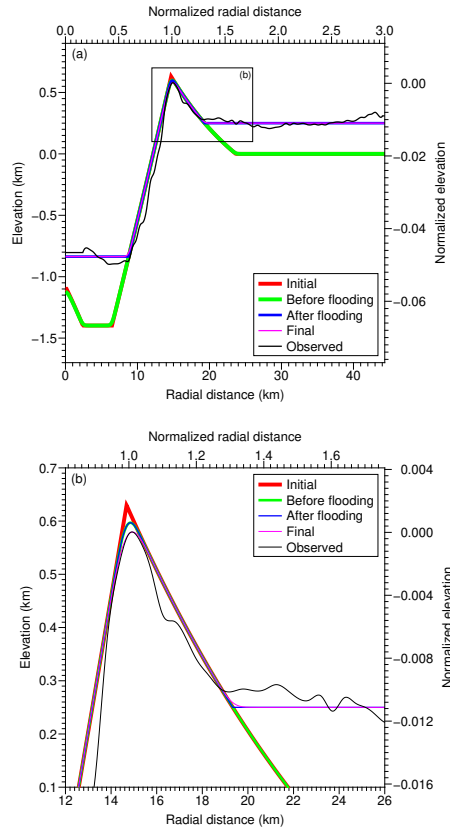 Normalized radial distance
0.0 0.5 1.0 1.5 2.0 2.5 3.0
(a)
(b)
0.5
0.0
−0.5
−1.0
−1.5
Elevation (km)
0.00
−0.02
−0.04
−0.06
Normalized elevation
Initial
Before flooding
After flooding
Final
Observed
0 10 20 30 40
Radial distance (km)
Normalized radial distance
1.0 1.2 1.4 1.6
(b)
0.7
0.6
0.5
0.4
0.3
0.2
0.1
Elevation (km)
0.004
0.000
−0.004
−0.008
−0.012
−0.016
Normalized elevation
Initial
Before flooding
After flooding
Final
Observed
12 14 16 18 20 22 24 26
Radial distance (km)